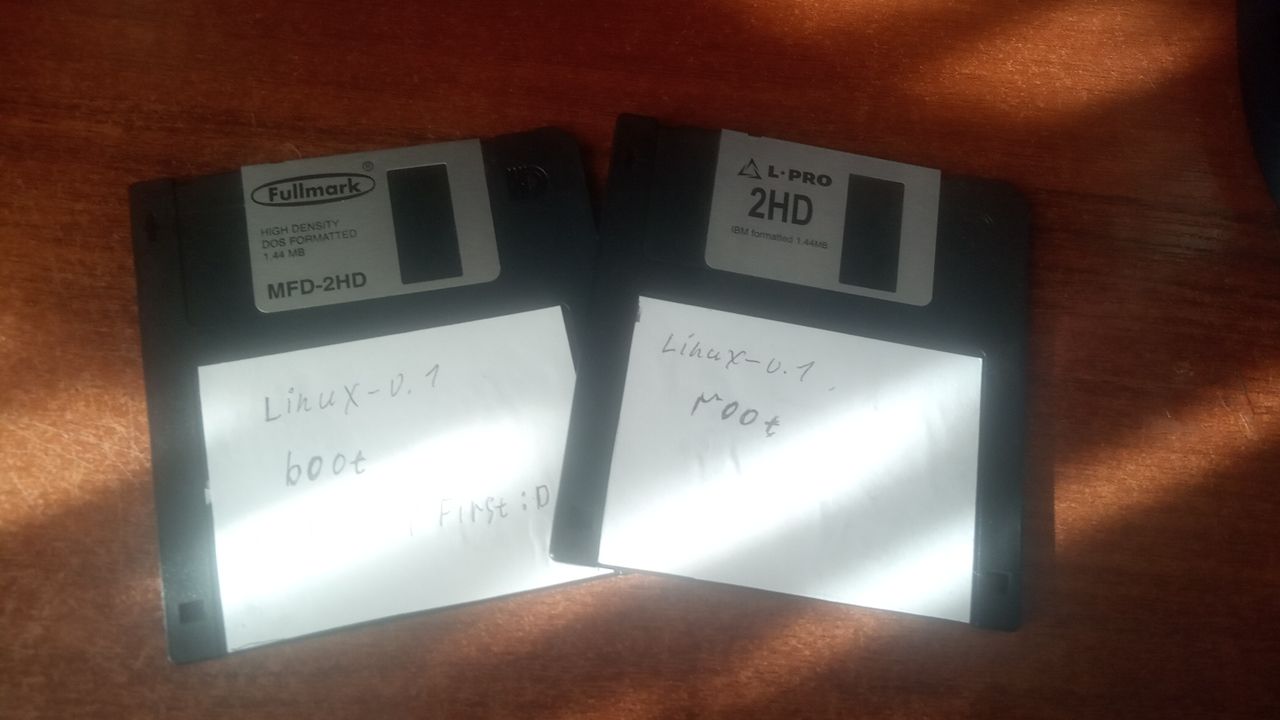 Fullmark®
HIGH DENSITY
DOS FORMATTED
1.44 MB
MFD-2HD
Linux-0.1
boot
First :D
L·PRO
2HD
IBM formatted 1.44MB
Linux-0.1
root